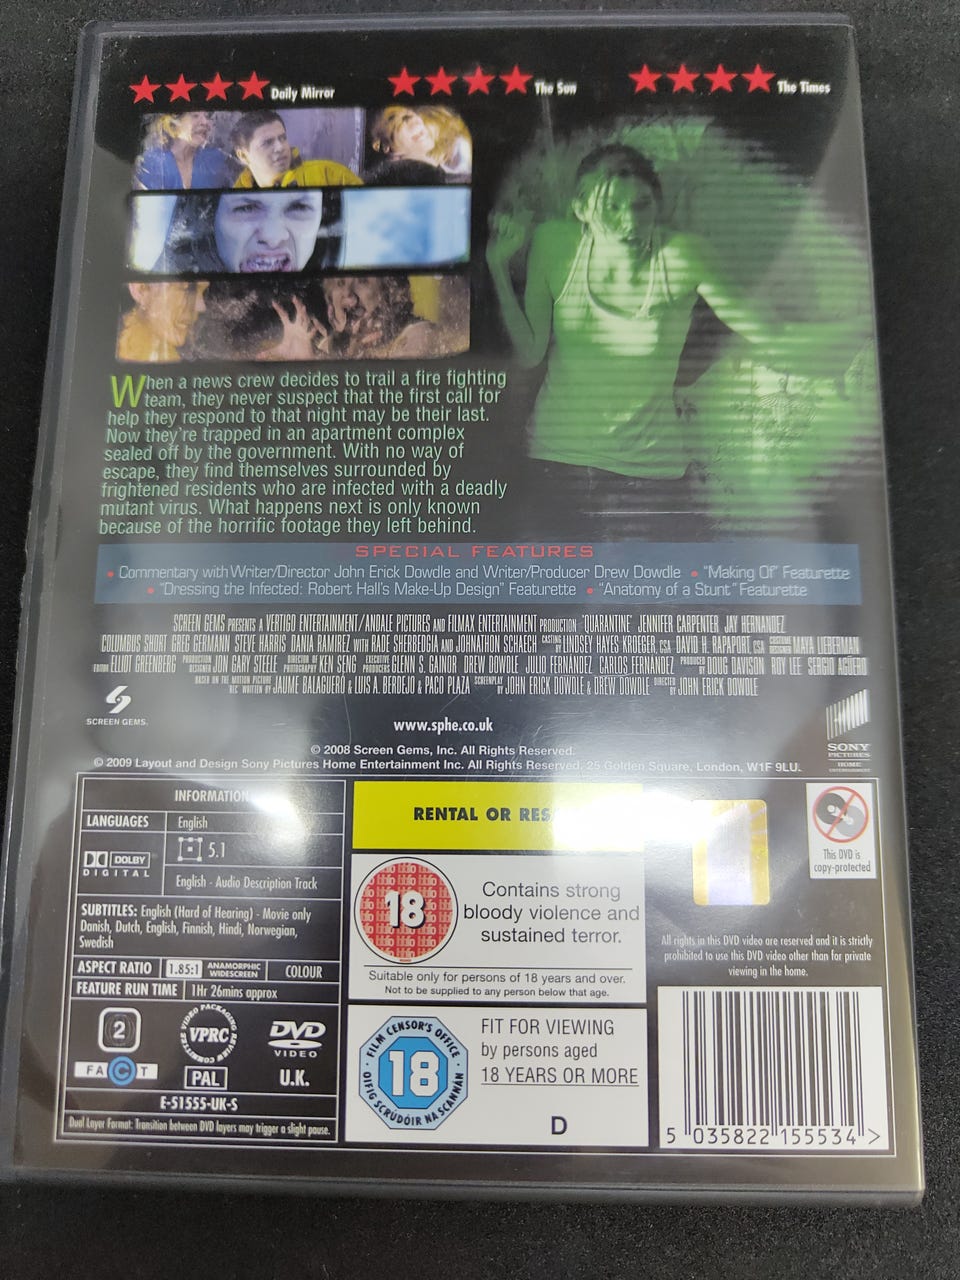 Daily Mirror
The Sun
The Times
When a news crew decides to trail a fire fighting
team, they never suspect that the first call for
help they respond to that night may be their last.
Now they're trapped in an apartment complex
sealed off by the government. With no way of
escape, they find themselves surrounded by
frightened residents who are infected with a deadly
mutant virus. What happens next is only known
because of the horrific footage they left behind.
SPECIAL FEATURES
• Commentary with Writer/Director John Erick Dowdle and Writer/Producer Drew Dowdle • "Making Of" Featurette
• "Dressing the Infected: Robert Hall's Make-Up Design" Featurette • "Anatomy of a Stunt" Featurette
SCREEN GEMS PRESENTS A VERTIGO ENTERTAINMENT/ANDALE PICTURES AND FILMAX ENTERTAINMENT PRODUCTION "QUARANTINE" JENNIFER CARPENTER JAY HERNANDEZ
COLUMBUS SHORT GREG GERMANN STEVE HARRIS DANIA RAMIREZ WITH RADE SHERBEDGIA AND JOHNATHON SCHAECH CASTING BY LINDSEY HAYES KROEGER, CSA DAVID H. RAPAPORT, CSA COSTUME DESIGNER MAYA LIEBERMAN
EDITOR ELLIOT GREENBERG PRODUCTION DESIGNER JON GARY STEELE DIRECTOR OF PHOTOGRAPHY KEN SENG EXECUTIVE PRODUCERS GLENN S. GAINOR DREW DOWDLE JULIO FERNÁNDEZ CARLOS FERNÁNDEZ PRODUCED BY DOUG DAVISON ROY LEE SERGIO AGÜERO
BASED ON THE MOTION PICTURE REC WRITTEN BY JAUME BALAGUERÓ & LUIS A. BERDEJO & PACO PLAZA SCREENPLAY BY JOHN ERICK DOWDLE & DREW DOWDLE DIRECTED BY JOHN ERICK DOWDLE
SCREEN GEMS.
www.sphe.co.uk
SONY
PICTURES
HOME
ENTERTAINMENT
© 2008 Screen Gems, Inc. All Rights Reserved.
© 2009 Layout and Design Sony Pictures Home Entertainment Inc. All Rights Reserved. 25 Golden Square, London, W1F 9LU.
INFORMATION
LANGUAGES English
DOLBY
DIGITAL
5.1
English - Audio Description Track
SUBTITLES: English (Hard of Hearing) - Movie only
Danish, Dutch, English, Finnish, Hindi, Norwegian,
Swedish
ASPECT RATIO 1.85:1 ANAMORPHIC WIDESCREEN COLOUR
FEATURE RUN TIME 1Hr 26mins approx
2
VIDEO PACKAGING REVIEW COMMITTEE
VPRC
DVD
VIDEO
FACT
PAL
U.K.
E-51555-UK-S
Dual Layer Format: Transition between DVD layers may trigger a slight pause.
RENTAL OR RES
18
Contains strong
bloody violence and
sustained terror.
Suitable only for persons of 18 years and over.
Not to be supplied to any person below that age.
FILM CENSOR'S OFFICE
18
OIFIG SCRÚDÓIR NA SCANNÁN
FIT FOR VIEWING
by persons aged
18 YEARS OR MORE
D
This DVD is
copy-protected
All rights in this DVD video are reserved and it is strictly
prohibited to use this DVD video other than for private
viewing in the home.
5 035822 155534 >